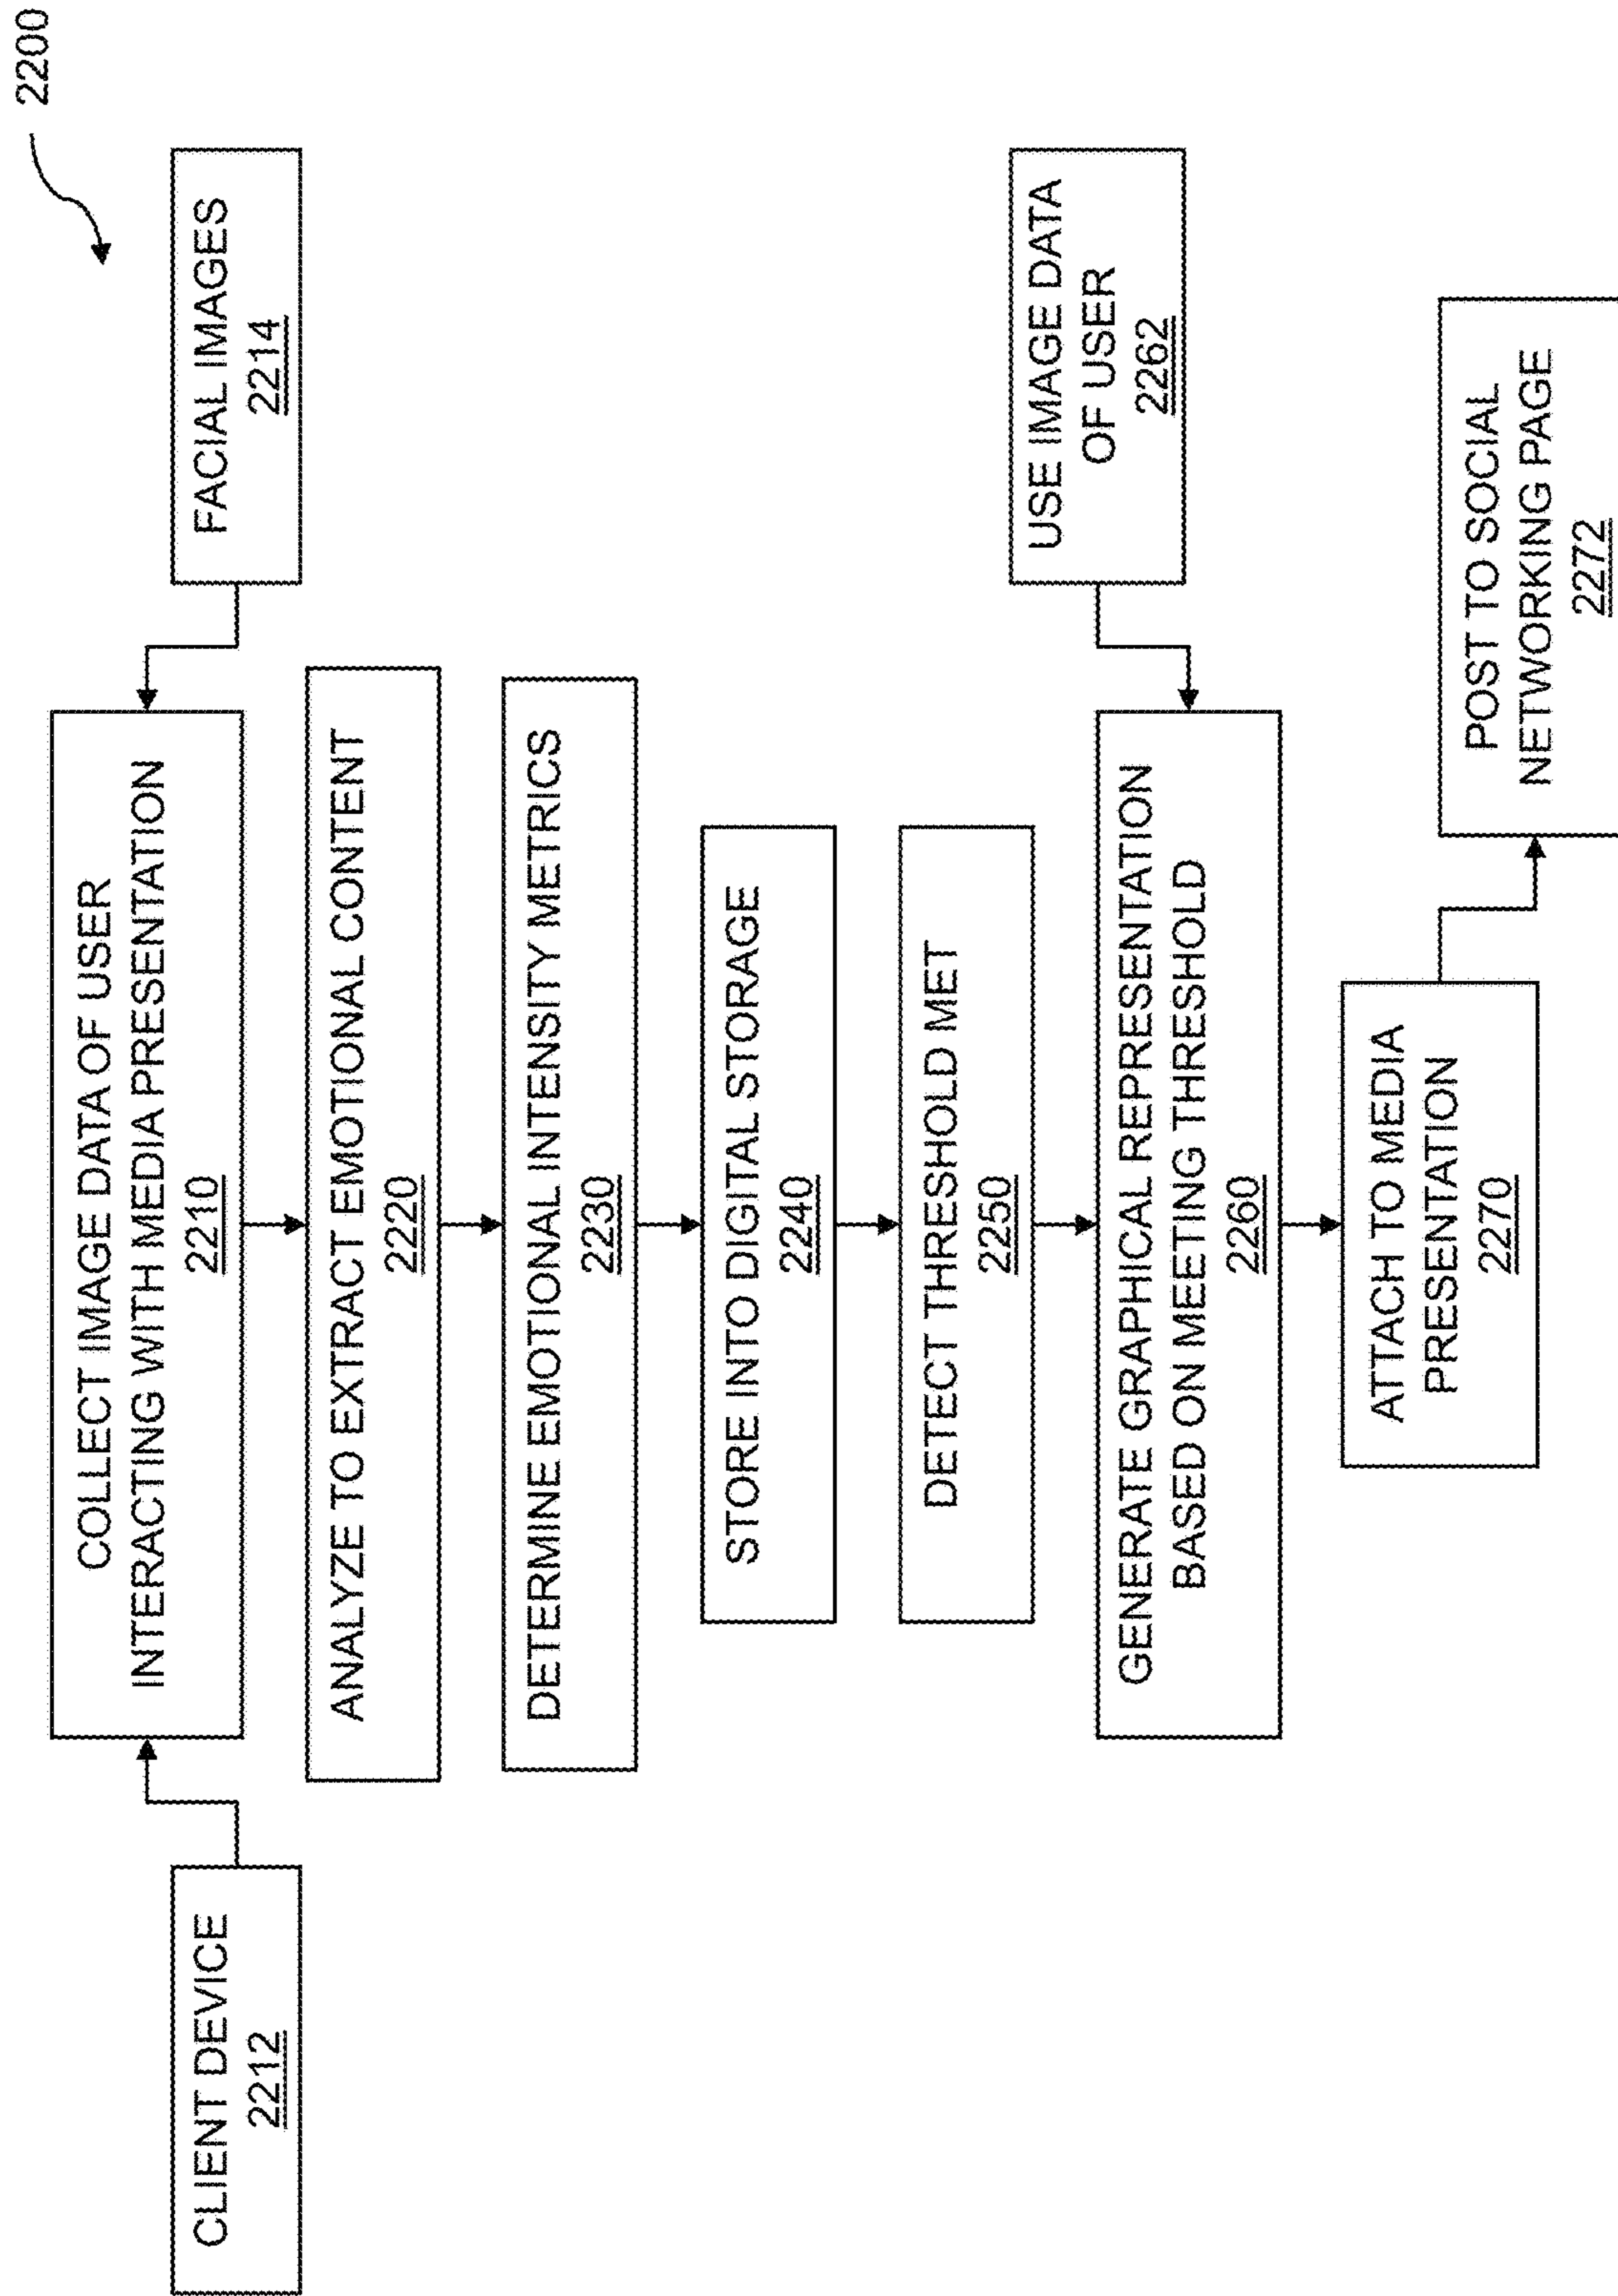 2200
COLLECT IMAGE DATA OF USER
INTERACTING WITH MEDIA PRESENTATION
2210
CLIENT DEVICE
2212
FACIAL IMAGES
2214
ANALYZE TO EXTRACT EMOTIONAL CONTENT
2220
DETERMINE EMOTIONAL INTENSITY METRICS
2230
STORE INTO DIGITAL STORAGE
2240
DETECT THRESHOLD MET
2250
GENERATE GRAPHICAL REPRESENTATION
BASED ON MEETING THRESHOLD
2260
USE IMAGE DATA
OF USER
2262
ATTACH TO MEDIA
PRESENTATION
2270
POST TO SOCIAL
NETWORKING PAGE
2272